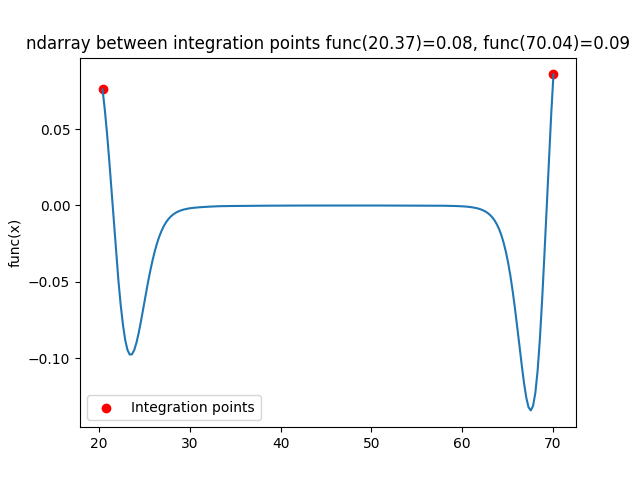 ndarray between integration points func(20.37)=0.08, func(70.04)=0.09
0.05
0.00
−0.05
−0.10
func(x)
Integration points
20 30 40 50 60 70